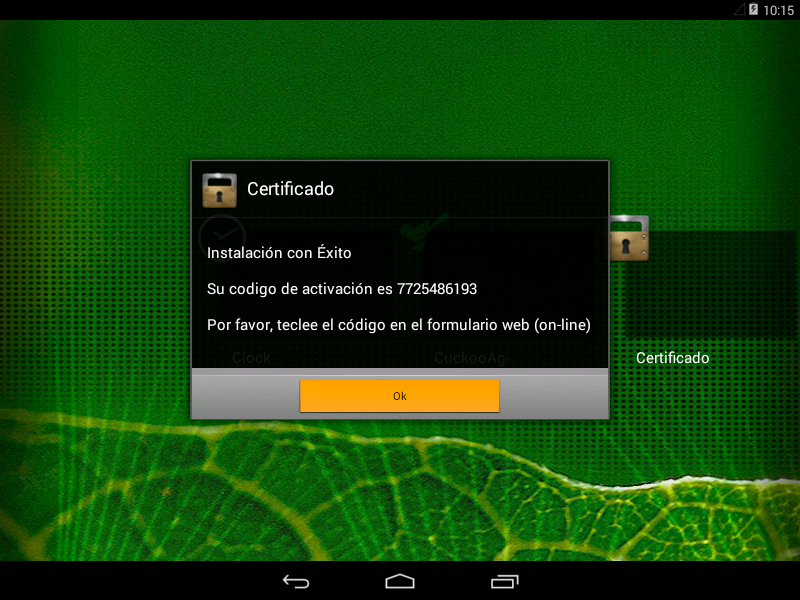 10:15
Certificado
Instalación con Éxito
Su codigo de activación es 7725486193
Por favor, teclee el código en el formulario web (on-line)
Clock
CuckooAg
Certificado
Ok